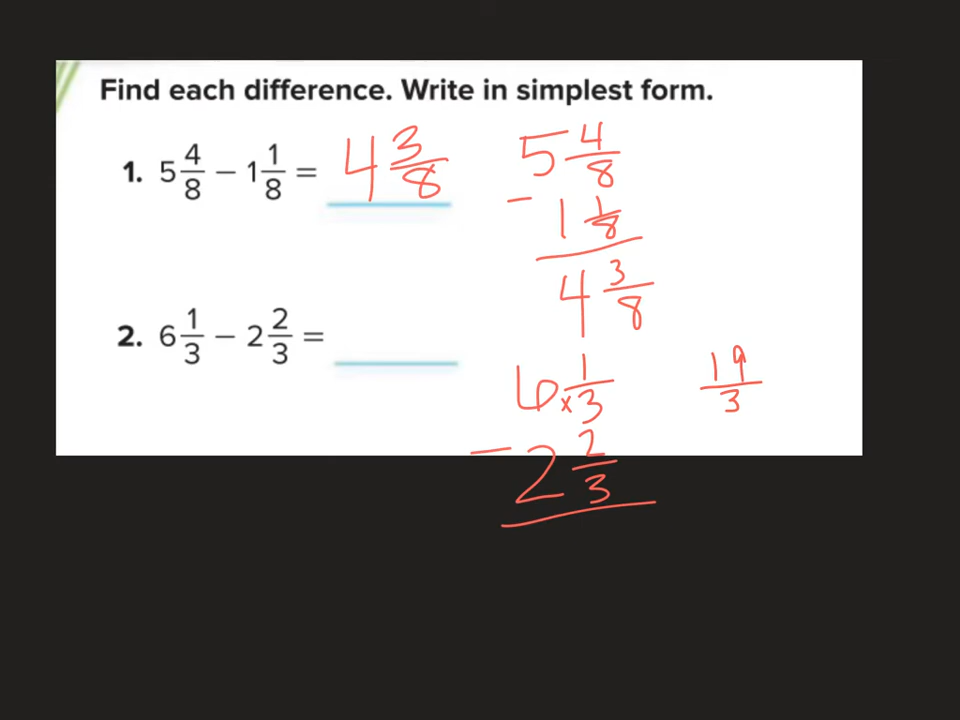 Find each difference. Write in simplest form.
1. 5 4/8 − 1 1/8 = 4 3/8
5 4/8
− 1 1/8
4 3/8
2. 6 1/3 − 2 2/3 =
6 × 1/3
19/3
− 2 2/3